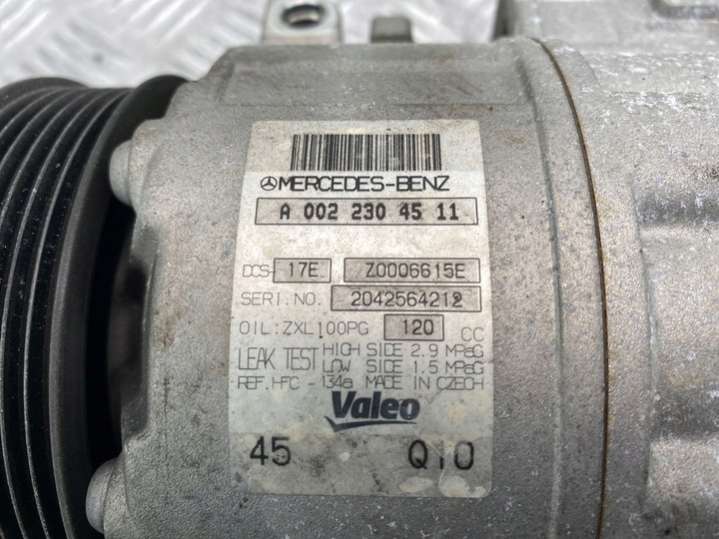 MERCEDES-BENZ
A 002 230 45 11
DCS- 17E Z0006615E
SERI.NO. 2042564212
OIL:ZXL100PG 120 CC
LEAK TEST HIGH SIDE 2.9 MPaG
LOW SIDE 1.5 MPaG
REF. HFC - 134a MADE IN CZECH
Valeo
45 Q10